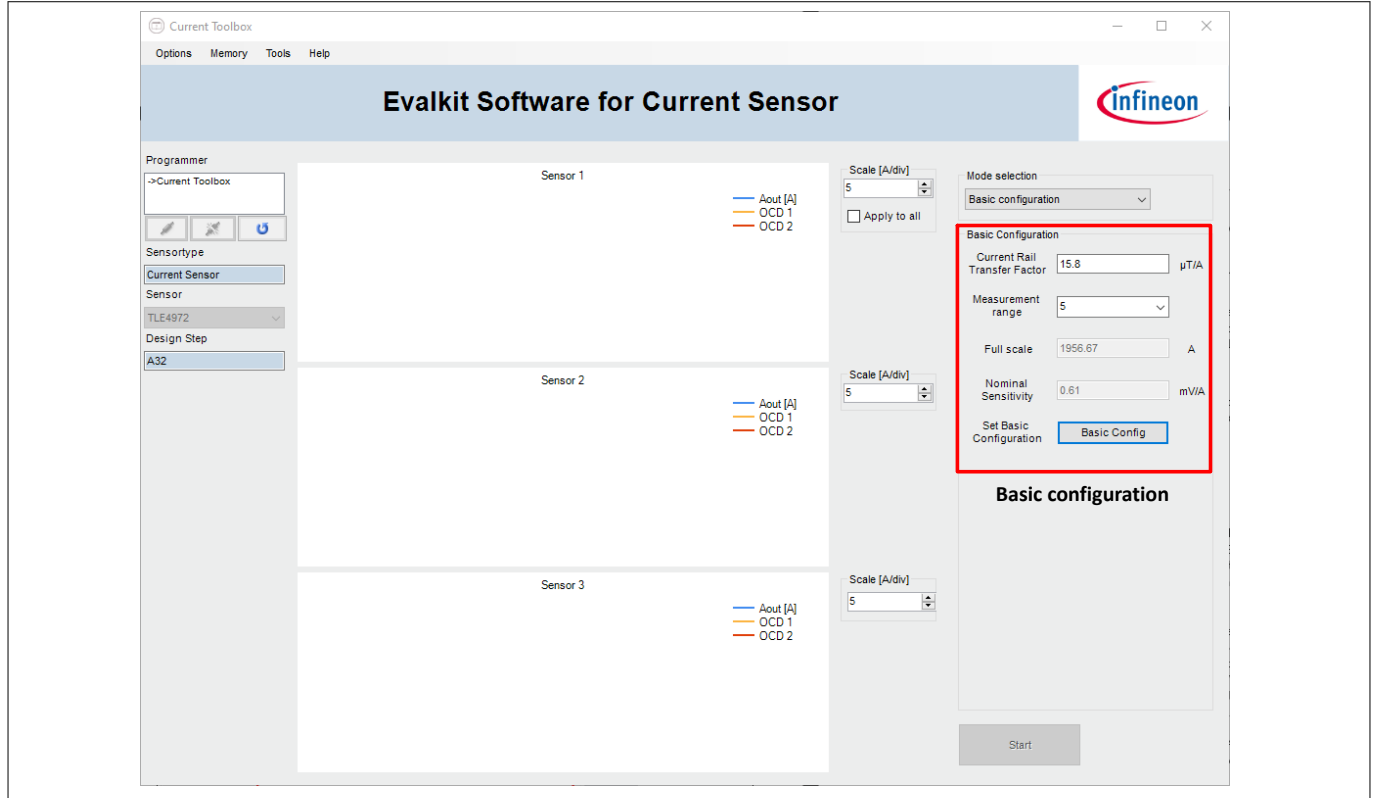 Current Toolbox
Options Memory Tools Help
Evalkit Software for Current Sensor
infineon
Programmer
->Current Toolbox
Sensortype
Current Sensor
Sensor
TLE4972
Design Step
A32
Sensor 1
Aout [A]
OCD 1
OCD 2
Scale [A/div]
5
Apply to all
Sensor 2
Aout [A]
OCD 1
OCD 2
Scale [A/div]
5
Sensor 3
Aout [A]
OCD 1
OCD 2
Scale [A/div]
5
Mode selection
Basic configuration
Basic Configuration
Current Rail
Transfer Factor
15.8
µT/A
Measurement
range
5
Full scale
1956.67
A
Nominal
Sensitivity
0.61
mV/A
Set Basic
Configuration
Basic Config
Basic configuration
Start